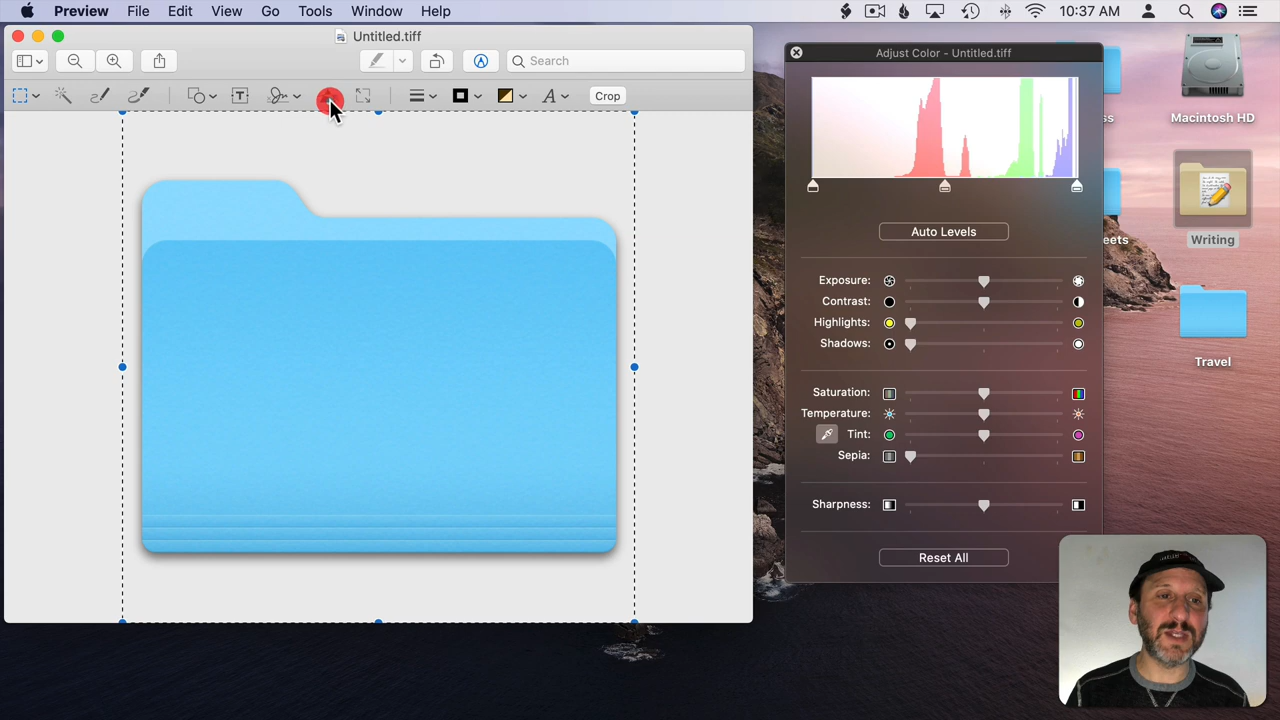 Preview File Edit View Go Tools Window Help 10:37 AM
Untitled.tiff
Search
Crop
Adjust Color - Untitled.tiff
Auto Levels
Exposure:
Contrast:
Highlights:
Shadows:
Saturation:
Temperature:
Tint:
Sepia:
Sharpness:
Reset All
Macintosh HD
ss
Writing
eets
Travel